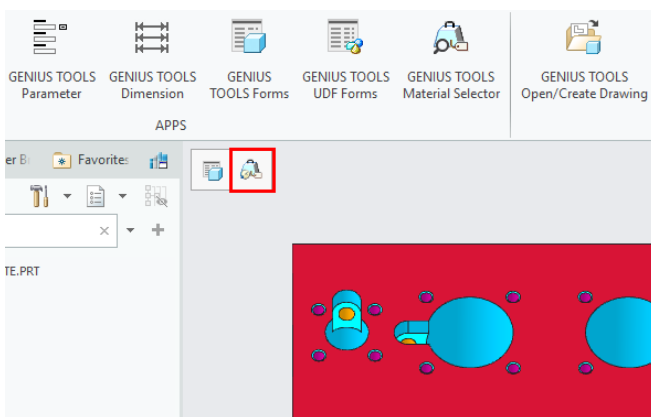 GENIUS TOOLS Parameter
GENIUS TOOLS Dimension
GENIUS TOOLS Forms
GENIUS TOOLS UDF Forms
GENIUS TOOLS Material Selector
GENIUS TOOLS Open/Create Drawing
APPS
er B
Favorites
TE.PRT